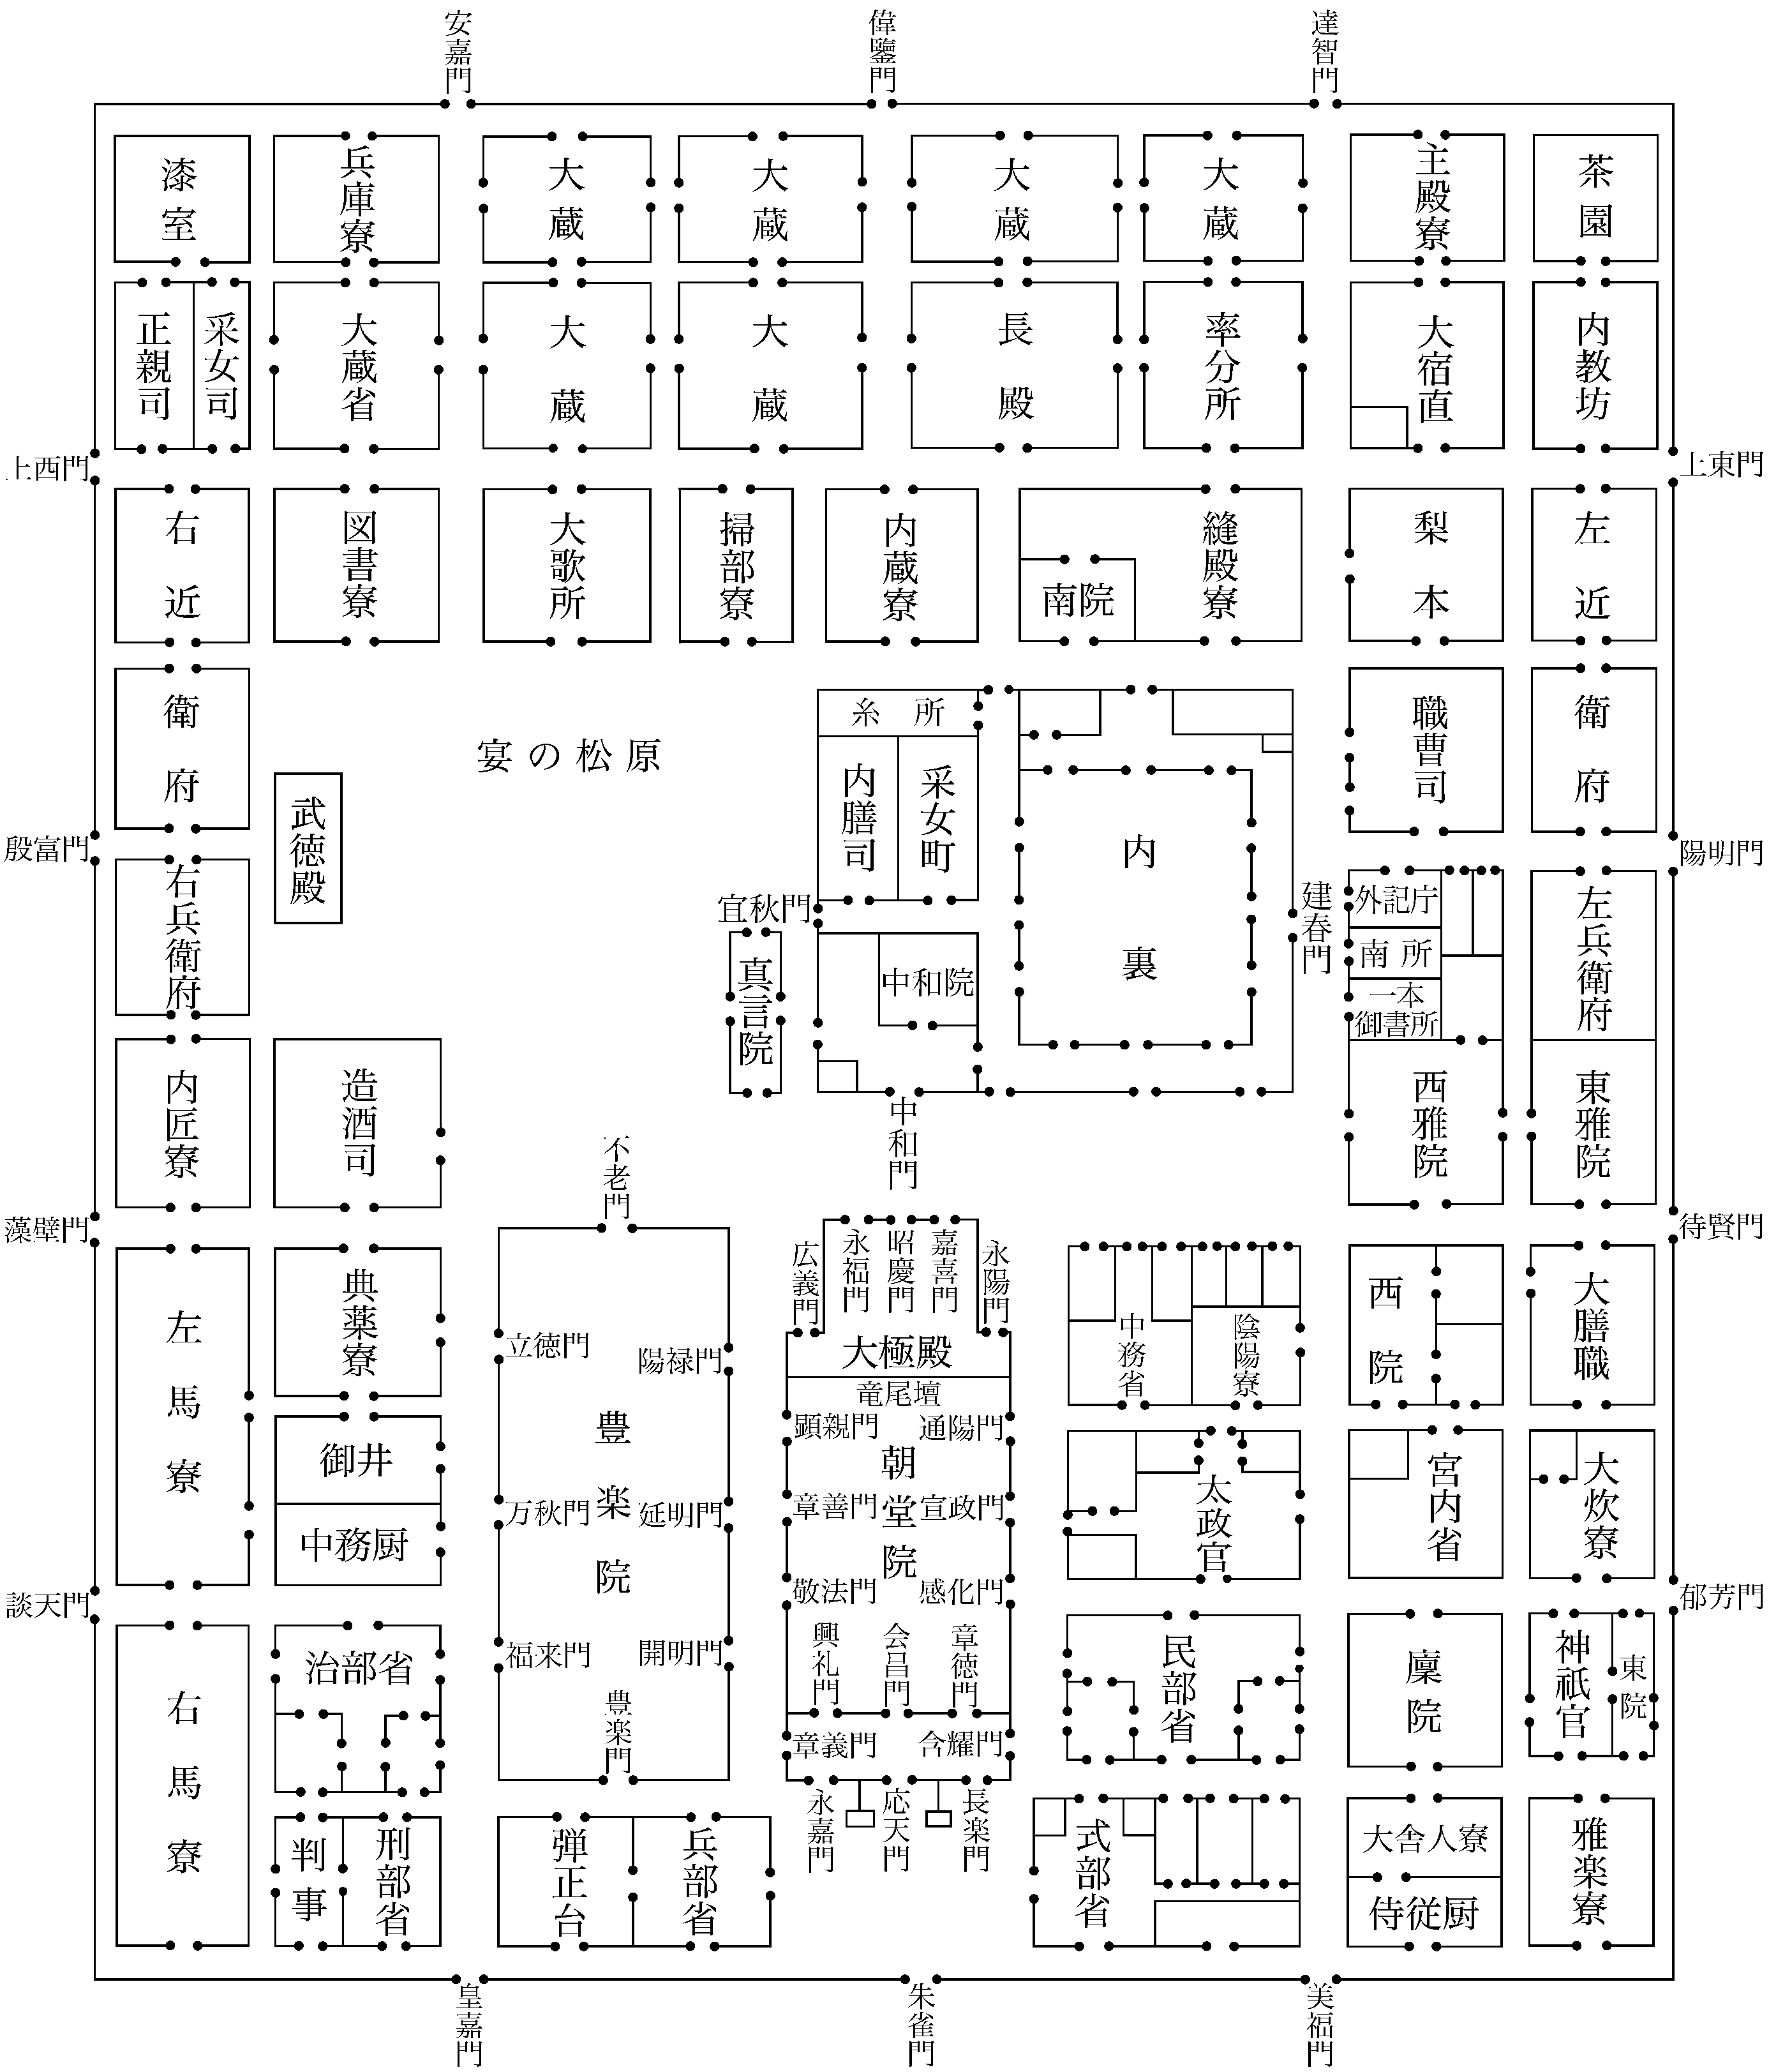 安嘉門
偉鑒門
達智門
漆室
兵庫寮
大蔵
大蔵
大蔵
大蔵
主殿寮
茶園
正親司
采女司
大蔵省
大蔵
大蔵
長殿
率分所
大宿直
内教坊
上西門
上東門
右近
図書寮
大歌所
掃部寮
内蔵寮
南院
縫殿寮
梨本
左近
衛府
武徳殿
宴の松原
糸所
内膳司
采女町
内裏
職曹司
衛府
殷富門
陽明門
右兵衛府
宜秋門
真言院
中和院
建春門
外記庁
南所
一本
御書所
左兵衛府
内匠寮
造酒司
中和門
西雅院
東雅院
藻壁門
待賢門
不老門
左馬寮
典薬寮
立徳門
陽禄門
広義門
永福門
昭慶門
嘉喜門
永陽門
大極殿
竜尾壇
中務省
陰陽寮
西院
大膳職
御井
中務厨
豊楽院
万秋門
延明門
顕親門
通陽門
朝堂院
章善門
宣政門
敬法門
感化門
太政官
宮内省
大炊寮
談天門
郁芳門
右馬寮
治部省
福来門
開明門
豊楽門
興礼門
会昌門
章徳門
章義門
含耀門
民部省
廩院
神祇官
東院
永嘉門
応天門
長楽門
判事
刑部省
弾正台
兵部省
式部省
大舎人寮
侍従厨
雅楽寮
皇嘉門
朱雀門
美福門